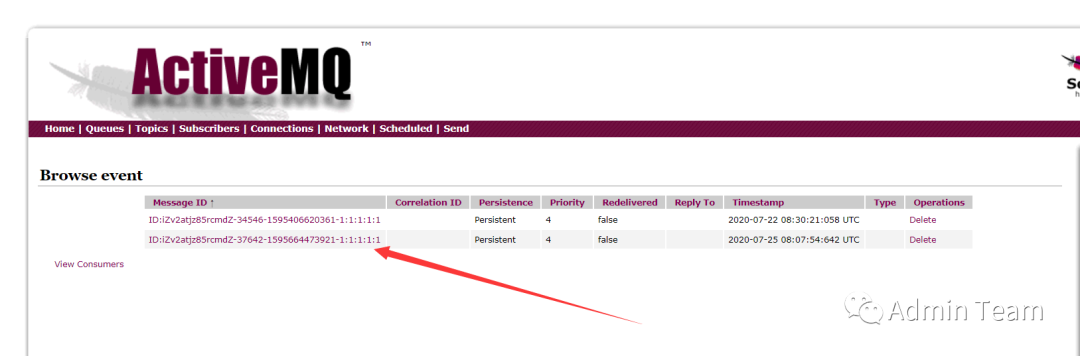 ActiveMQ™
Home | Queues | Topics | Subscribers | Connections | Network | Scheduled | Send
Browse event
Message ID ↑ Correlation ID Persistence Priority Redelivered Reply To Timestamp Type Operations
ID:iZv2atjz85rcmdZ-34546-1595406620361-1:1:1:1:1 Persistent 4 false 2020-07-22 08:30:21:058 UTC Delete
ID:iZv2atjz85rcmdZ-37642-1595664473921-1:1:1:1:1 Persistent 4 false 2020-07-25 08:07:54:642 UTC Delete
View Consumers
Admin Team